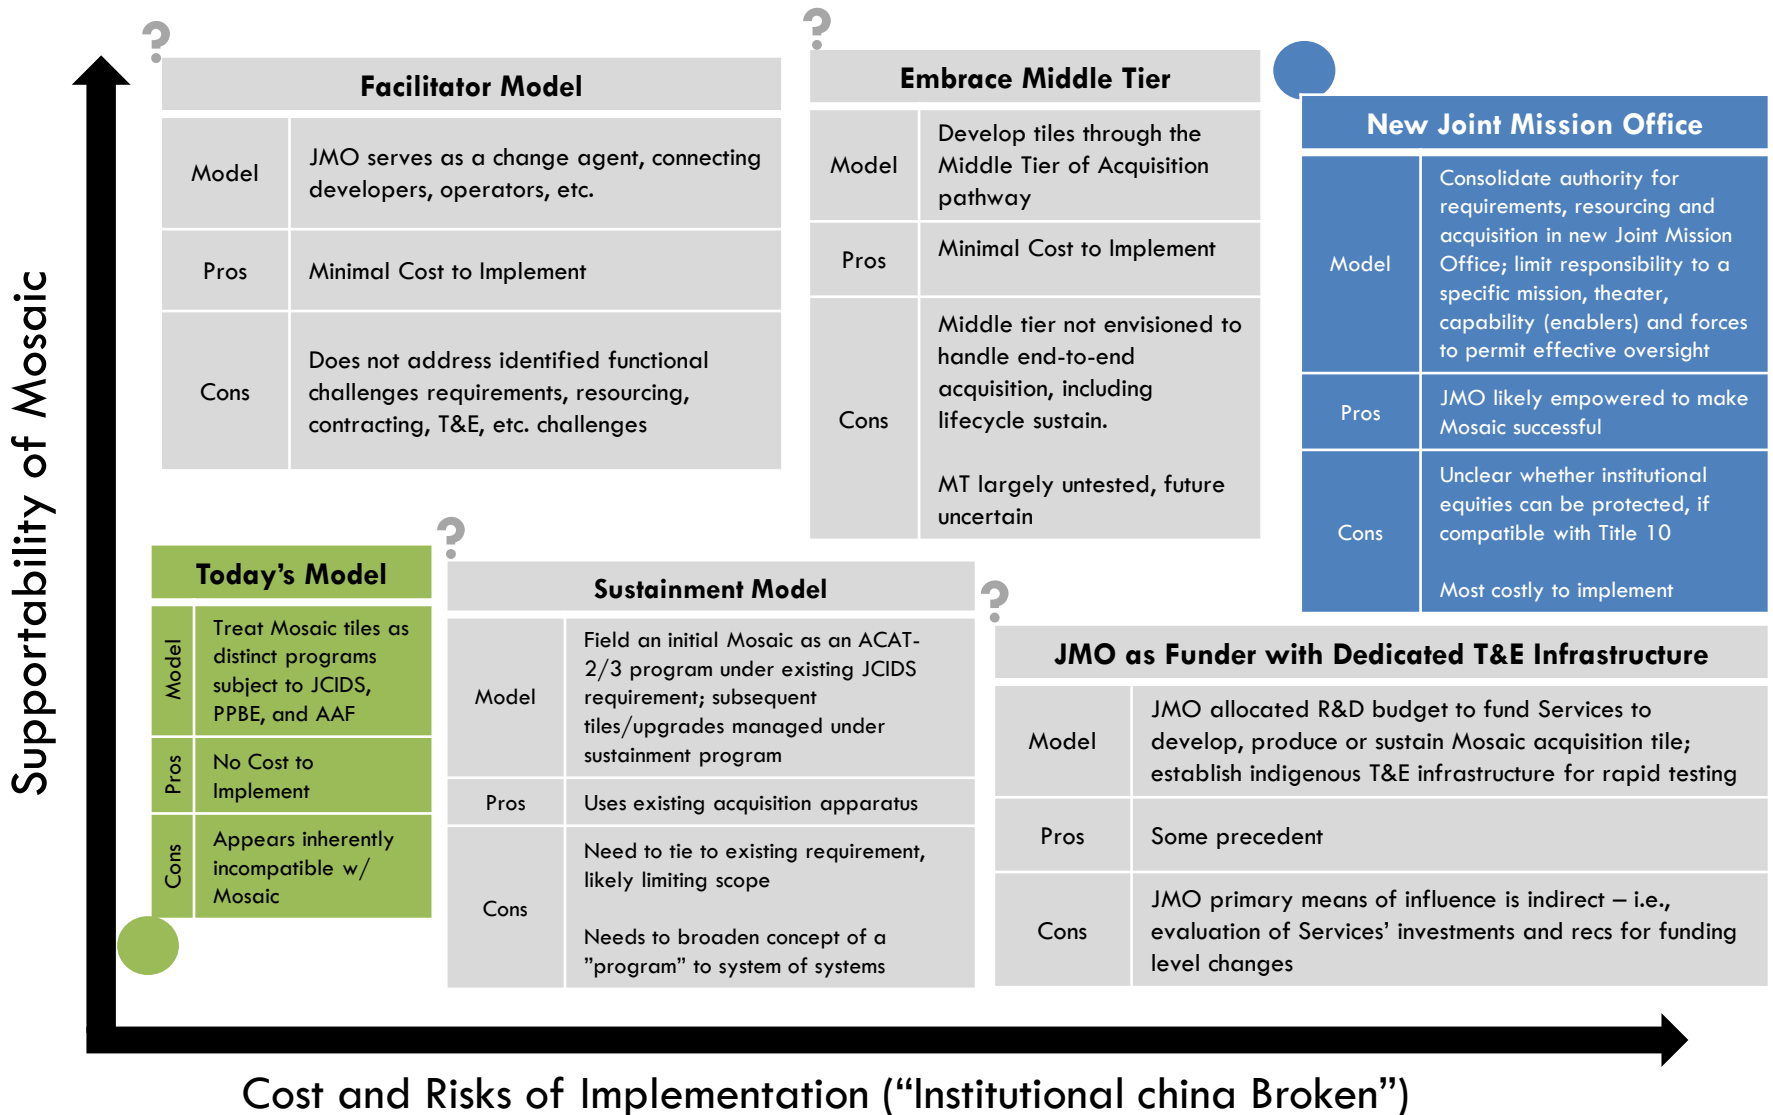 ?
Facilitator Model
Model
JMO serves as a change agent, connecting
developers, operators, etc.
Pros
Minimal Cost to Implement
Cons
Does not address identified functional
challenges requirements, resourcing,
contracting, T&E, etc. challenges
?
Embrace Middle Tier
Model
Develop tiles through the
Middle Tier of Acquisition
pathway
Pros
Minimal Cost to Implement
Cons
Middle tier not envisioned to
handle end-to-end
acquisition, including
lifecycle sustain.
MT largely untested, future
uncertain
New Joint Mission Office
Model
Consolidate authority for
requirements, resourcing and
acquisition in new Joint Mission
Office; limit responsibility to a
specific mission, theater,
capability (enablers) and forces
to permit effective oversight
Pros
JMO likely empowered to make
Mosaic successful
Cons
Unclear whether institutional
equities can be protected, if
compatible with Title 10
Most costly to implement
Supportability of Mosaic
Today's Model
Model
Treat Mosaic tiles as
distinct programs
subject to JCIDS,
PPBE, and AAF
Pros
No Cost to
Implement
Cons
Appears inherently
incompatible w/
Mosaic
?
Sustainment Model
Model
Field an initial Mosaic as an ACAT-
2/3 program under existing JCIDS
requirement; subsequent
tiles/upgrades managed under
sustainment program
Pros
Uses existing acquisition apparatus
Cons
Need to tie to existing requirement,
likely limiting scope
Needs to broaden concept of a
”program” to system of systems
?
JMO as Funder with Dedicated T&E Infrastructure
Model
JMO allocated R&D budget to fund Services to
develop, produce or sustain Mosaic acquisition tile;
establish indigenous T&E infrastructure for rapid testing
Pros
Some precedent
Cons
JMO primary means of influence is indirect – i.e.,
evaluation of Services' investments and recs for funding
level changes
Cost and Risks of Implementation (“Institutional china Broken”)